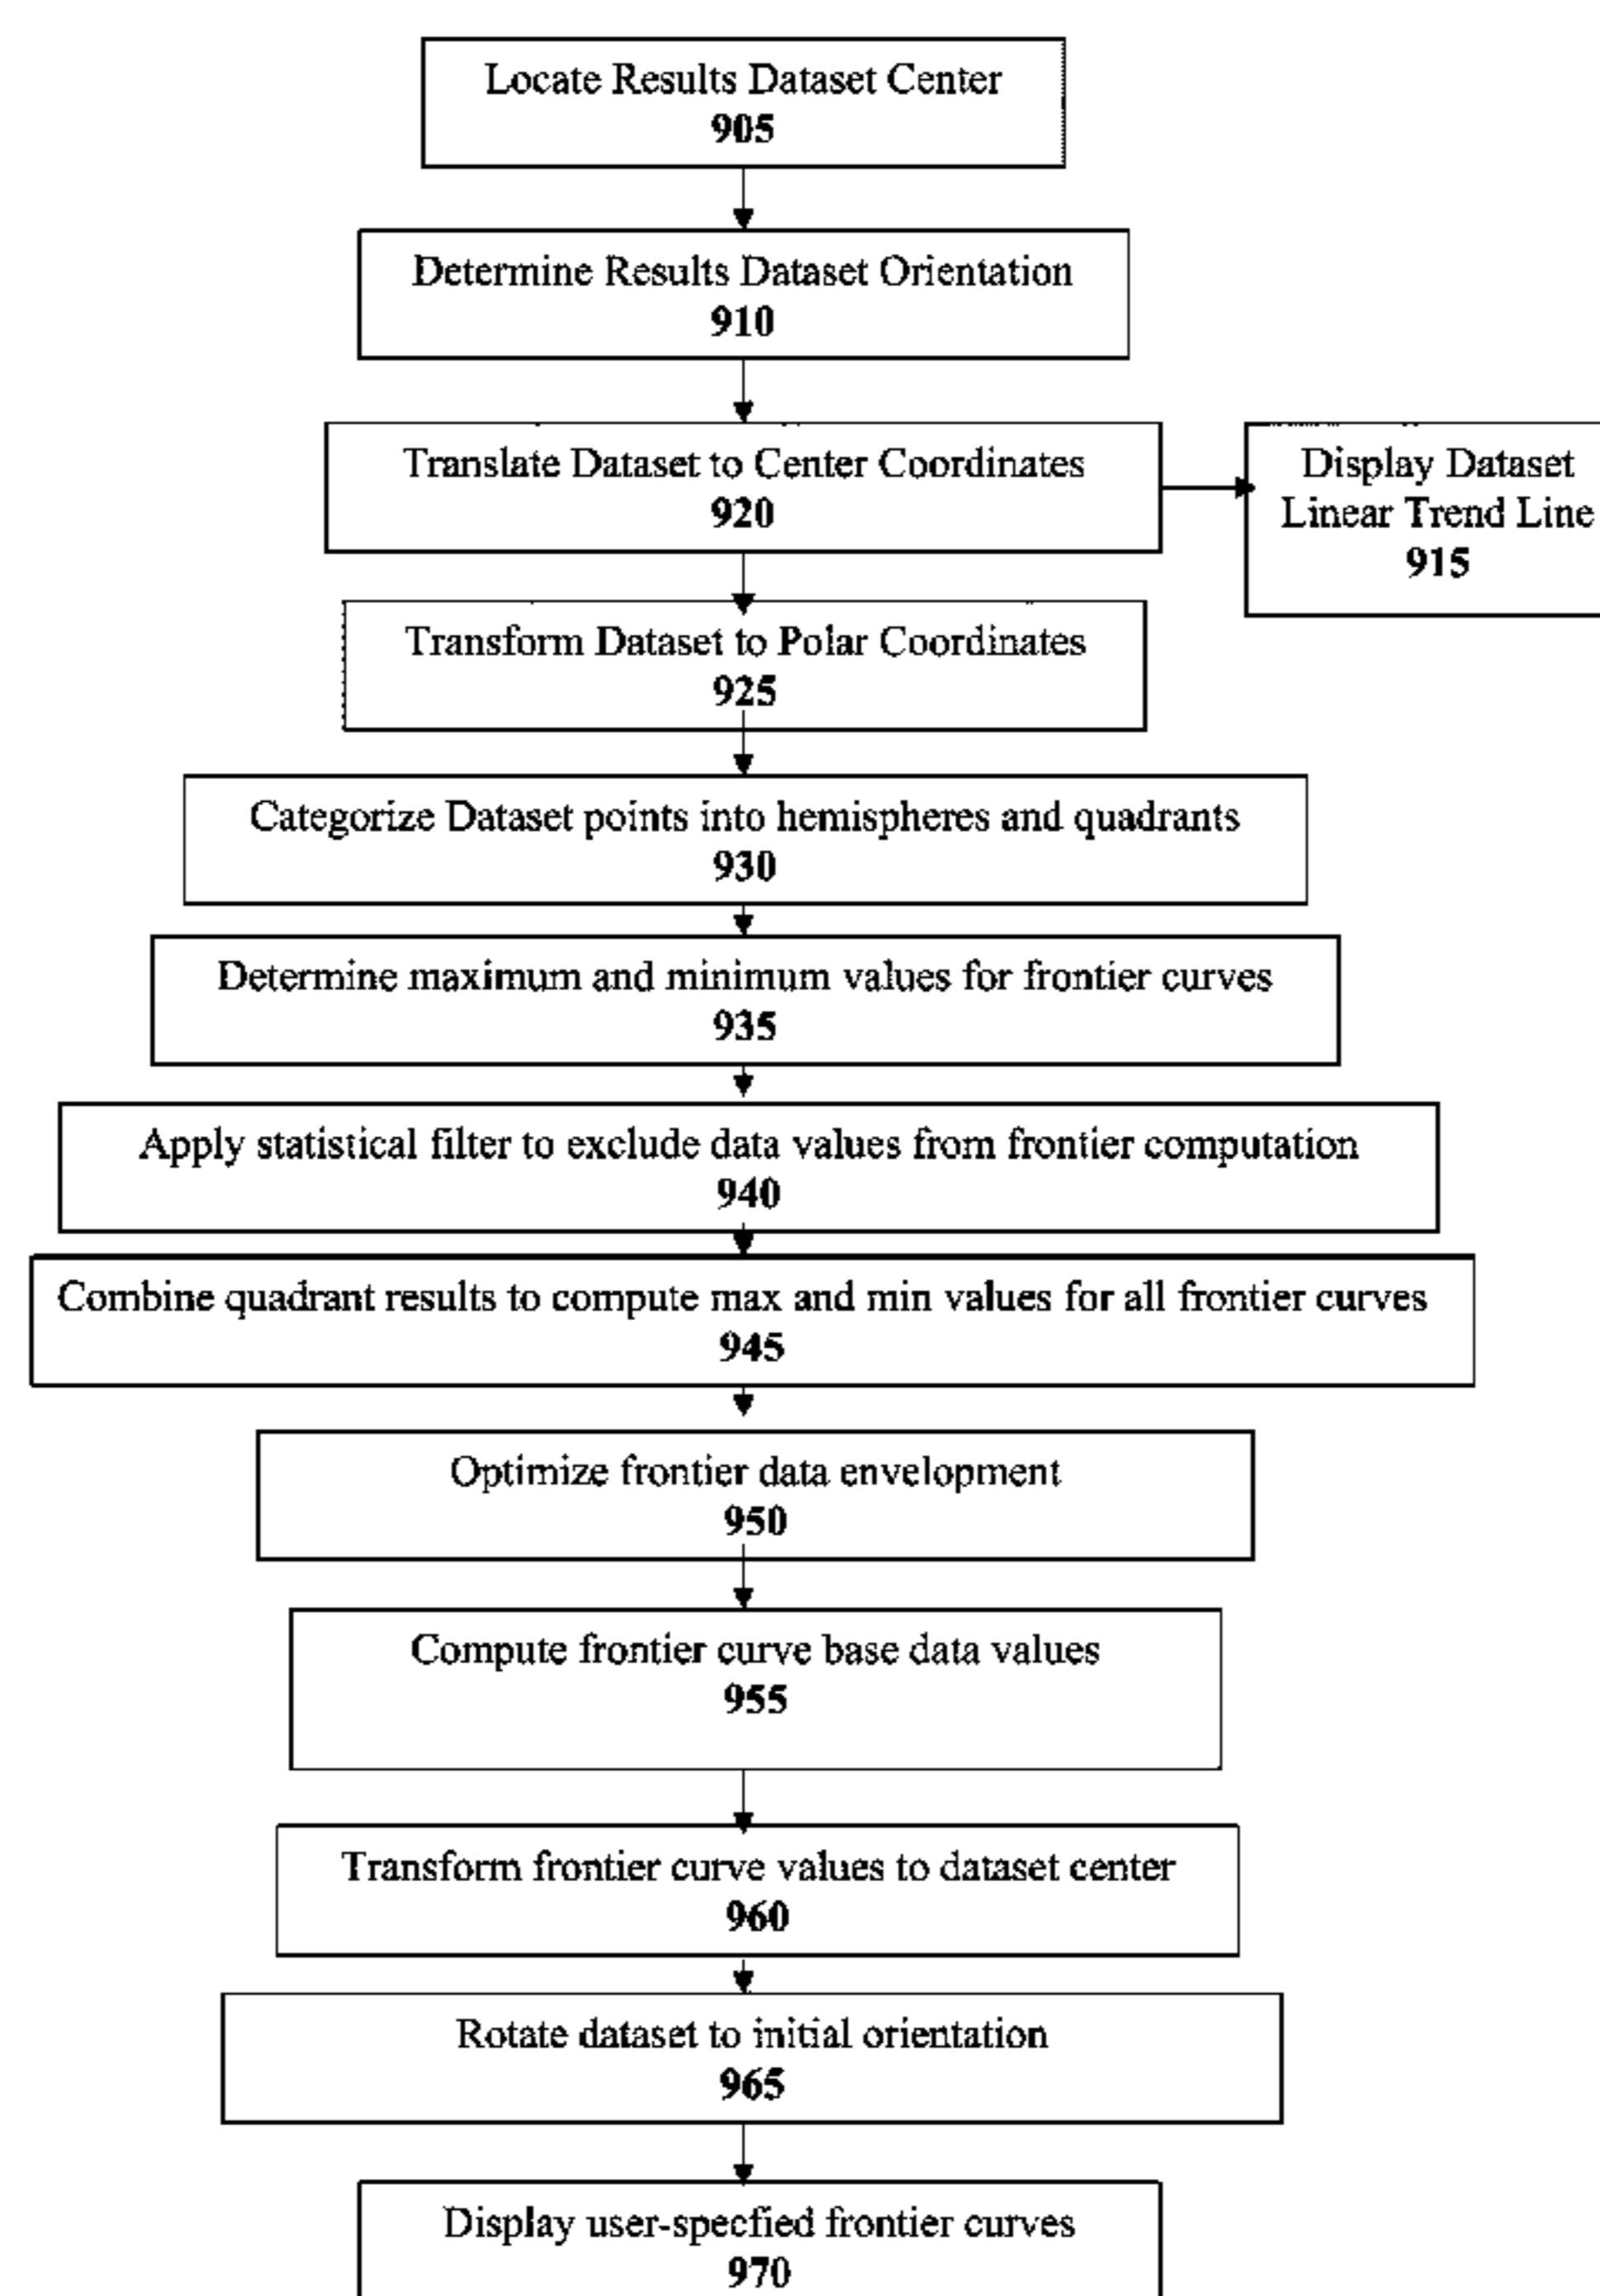 Locate Results Dataset Center
905
Determine Results Dataset Orientation
910
Translate Dataset to Center Coordinates
920
Display Dataset
Linear Trend Line
915
Transform Dataset to Polar Coordinates
925
Categorize Dataset points into hemispheres and quadrants
930
Determine maximum and minimum values for frontier curves
935
Apply statistical filter to exclude data values from frontier computation
940
Combine quadrant results to compute max and min values for all frontier curves
945
Optimize frontier data envelopment
950
Compute frontier curve base data values
955
Transform frontier curve values to dataset center
960
Rotate dataset to initial orientation
965
Display user-specfied frontier curves
970